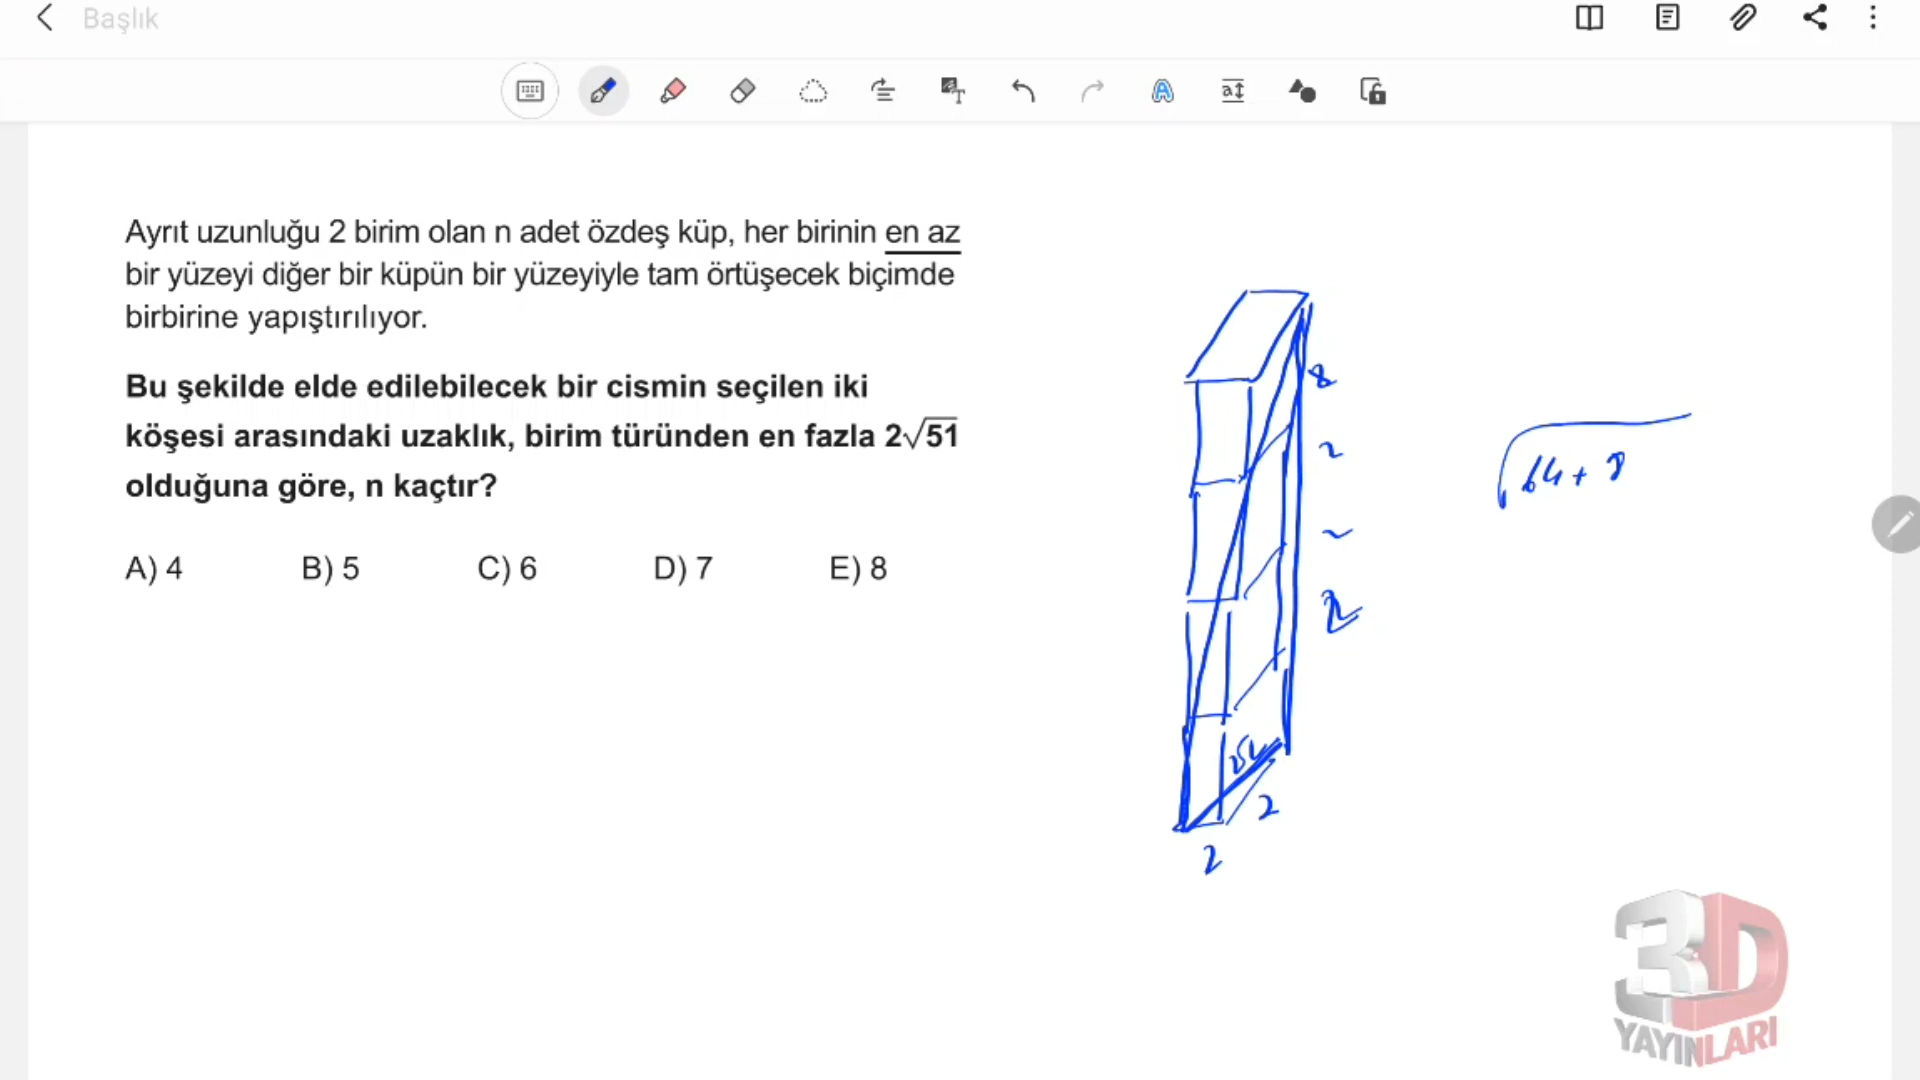 Başlık
Ayrıt uzunluğu 2 birim olan n adet özdeş küp, her birinin en az
bir yüzeyi diğer bir küpün bir yüzeyiyle tam örtüşecek biçimde
birbirine yapıştırılıyor.
Bu şekilde elde edilebilecek bir cismin seçilen iki
köşesi arasındaki uzaklık, birim türünden en fazla 2√51
olduğuna göre, n kaçtır?
A) 4 B) 5 C) 6 D) 7 E) 8
8
2
2
2
√64 + 8
2
2
3D
YAYINLARI